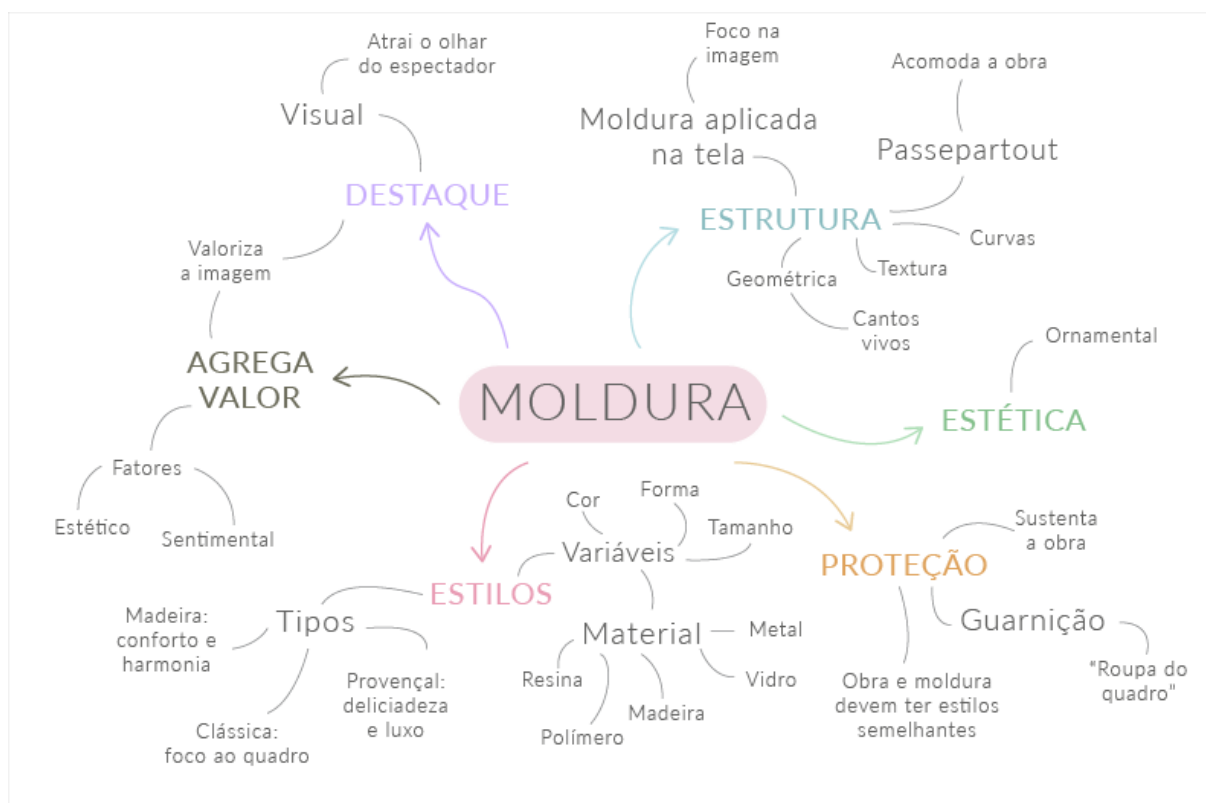 Atrai o olhar
do espectador
Visual
DESTAQUE
Valoriza
a imagem
Foco na
imagem
Moldura aplicada
na tela
Acomoda a obra
Passepartout
ESTRUTURA
Curvas
Textura
Geométrica
Cantos
vivos
AGREGA
VALOR
MOLDURA
Ornamental
ESTÉTICA
Fatores
Estético
Sentimental
Cor
Forma
Tamanho
Variáveis
ESTILOS
Tipos
Madeira:
conforto e
harmonia
Clássica:
foco ao quadro
Provençal:
deliciadeza
e luxo
Material
Metal
Vidro
Resina
Madeira
Polímero
PROTEÇÃO
Sustenta
a obra
Guarnição
"Roupa do
quadro"
Obra e moldura
devem ter estilos
semelhantes